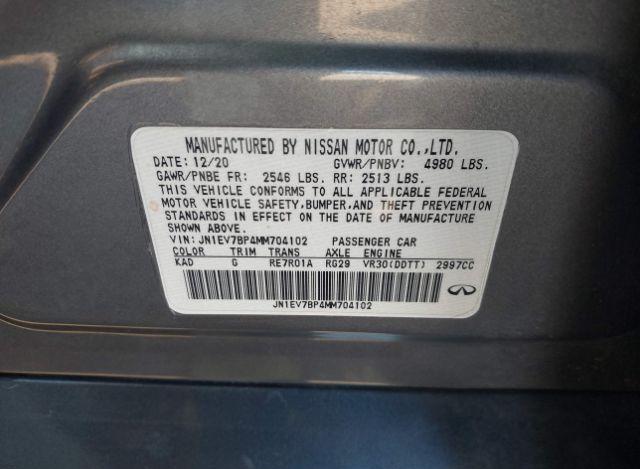 MANUFACTURED BY NISSAN MOTOR CO.,LTD.
DATE: 12/20 GVWR/PNBV: 4980 LBS.
GAWR/PNBE FR: 2546 LBS. RR: 2513 LBS.
THIS VEHICLE CONFORMS TO ALL APPLICABLE FEDERAL
MOTOR VEHICLE SAFETY,BUMPER,AND THEFT PREVENTION
STANDARDS IN EFFECT ON THE DATE OF MANUFACTURE
SHOWN ABOVE.
VIN: JN1EV7BP4MM704102 PASSENGER CAR
COLOR TRIM TRANS AXLE ENGINE
KAD G RE7R01A RG29 VR30(DDTT) 2997CC
JN1EV7BP4MM704102